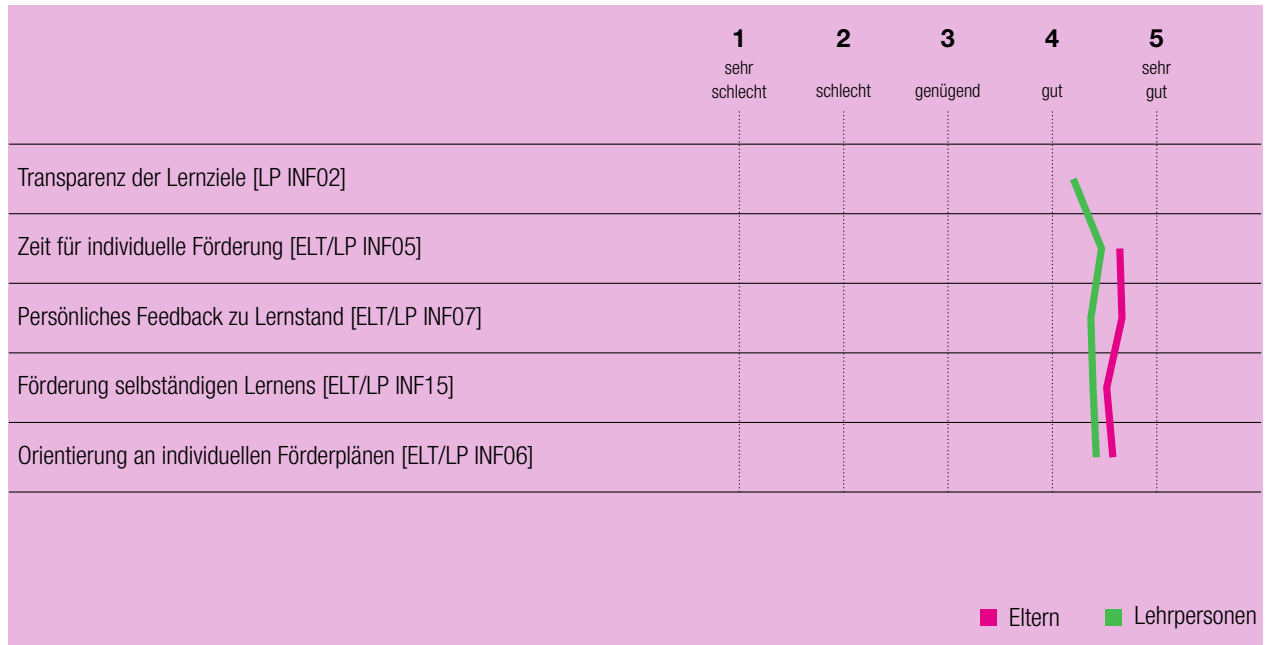 1 2 3 4 5
sehr schlecht schlecht genügend gut sehr gut
Transparenz der Lernziele [LP INF02]
Zeit für individuelle Förderung [ELT/LP INF05]
Persönliches Feedback zu Lernstand [ELT/LP INF07]
Förderung selbständigen Lernens [ELT/LP INF15]
Orientierung an individuellen Förderplänen [ELT/LP INF06]
Eltern Lehrpersonen